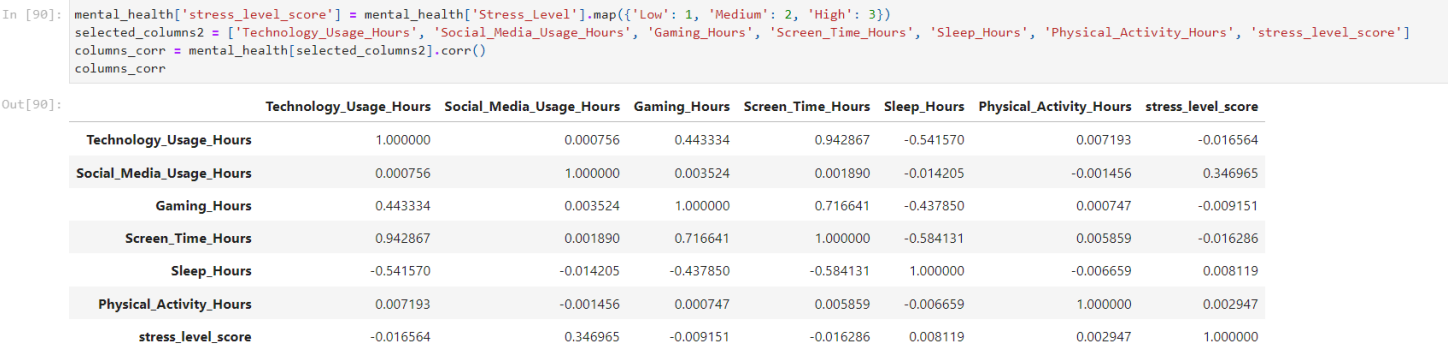 In [90]: mental_health['stress_level_score'] = mental_health['Stress_Level'].map({'Low': 1, 'Medium': 2, 'High': 3})
selected_columns2 = ['Technology_Usage_Hours', 'Social_Media_Usage_Hours', 'Gaming_Hours', 'Screen_Time_Hours', 'Sleep_Hours', 'Physical_Activity_Hours', 'stress_level_score']
columns_corr = mental_health[selected_columns2].corr()
columns_corr
Out[90]: Technology_Usage_Hours Social_Media_Usage_Hours Gaming_Hours Screen_Time_Hours Sleep_Hours Physical_Activity_Hours stress_level_score
Technology_Usage_Hours 1.000000 0.000756 0.443334 0.942867 -0.541570 0.007193 -0.016564
Social_Media_Usage_Hours 0.000756 1.000000 0.003524 0.001890 -0.014205 -0.001456 0.346965
Gaming_Hours 0.443334 0.003524 1.000000 0.716641 -0.437850 0.000747 -0.009151
Screen_Time_Hours 0.942867 0.001890 0.716641 1.000000 -0.584131 0.005859 -0.016286
Sleep_Hours -0.541570 -0.014205 -0.437850 -0.584131 1.000000 -0.006659 0.008119
Physical_Activity_Hours 0.007193 -0.001456 0.000747 0.005859 -0.006659 1.000000 0.002947
stress_level_score -0.016564 0.346965 -0.009151 -0.016286 0.008119 0.002947 1.000000